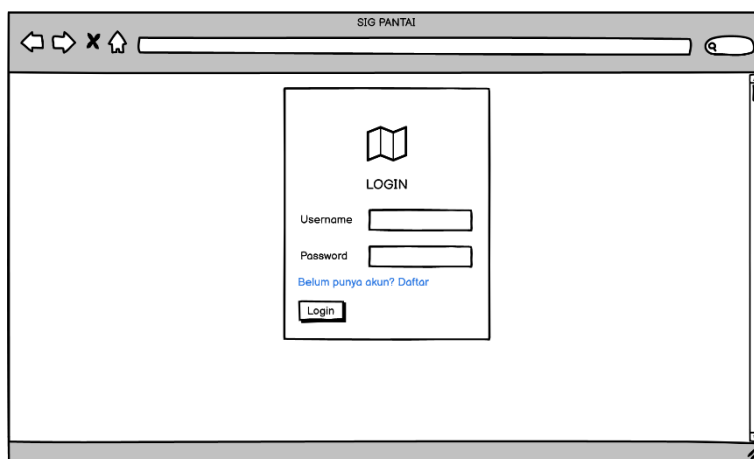 SIG PANTAI
LOGIN
Username
Password
Belum punya akun? Daftar
Login